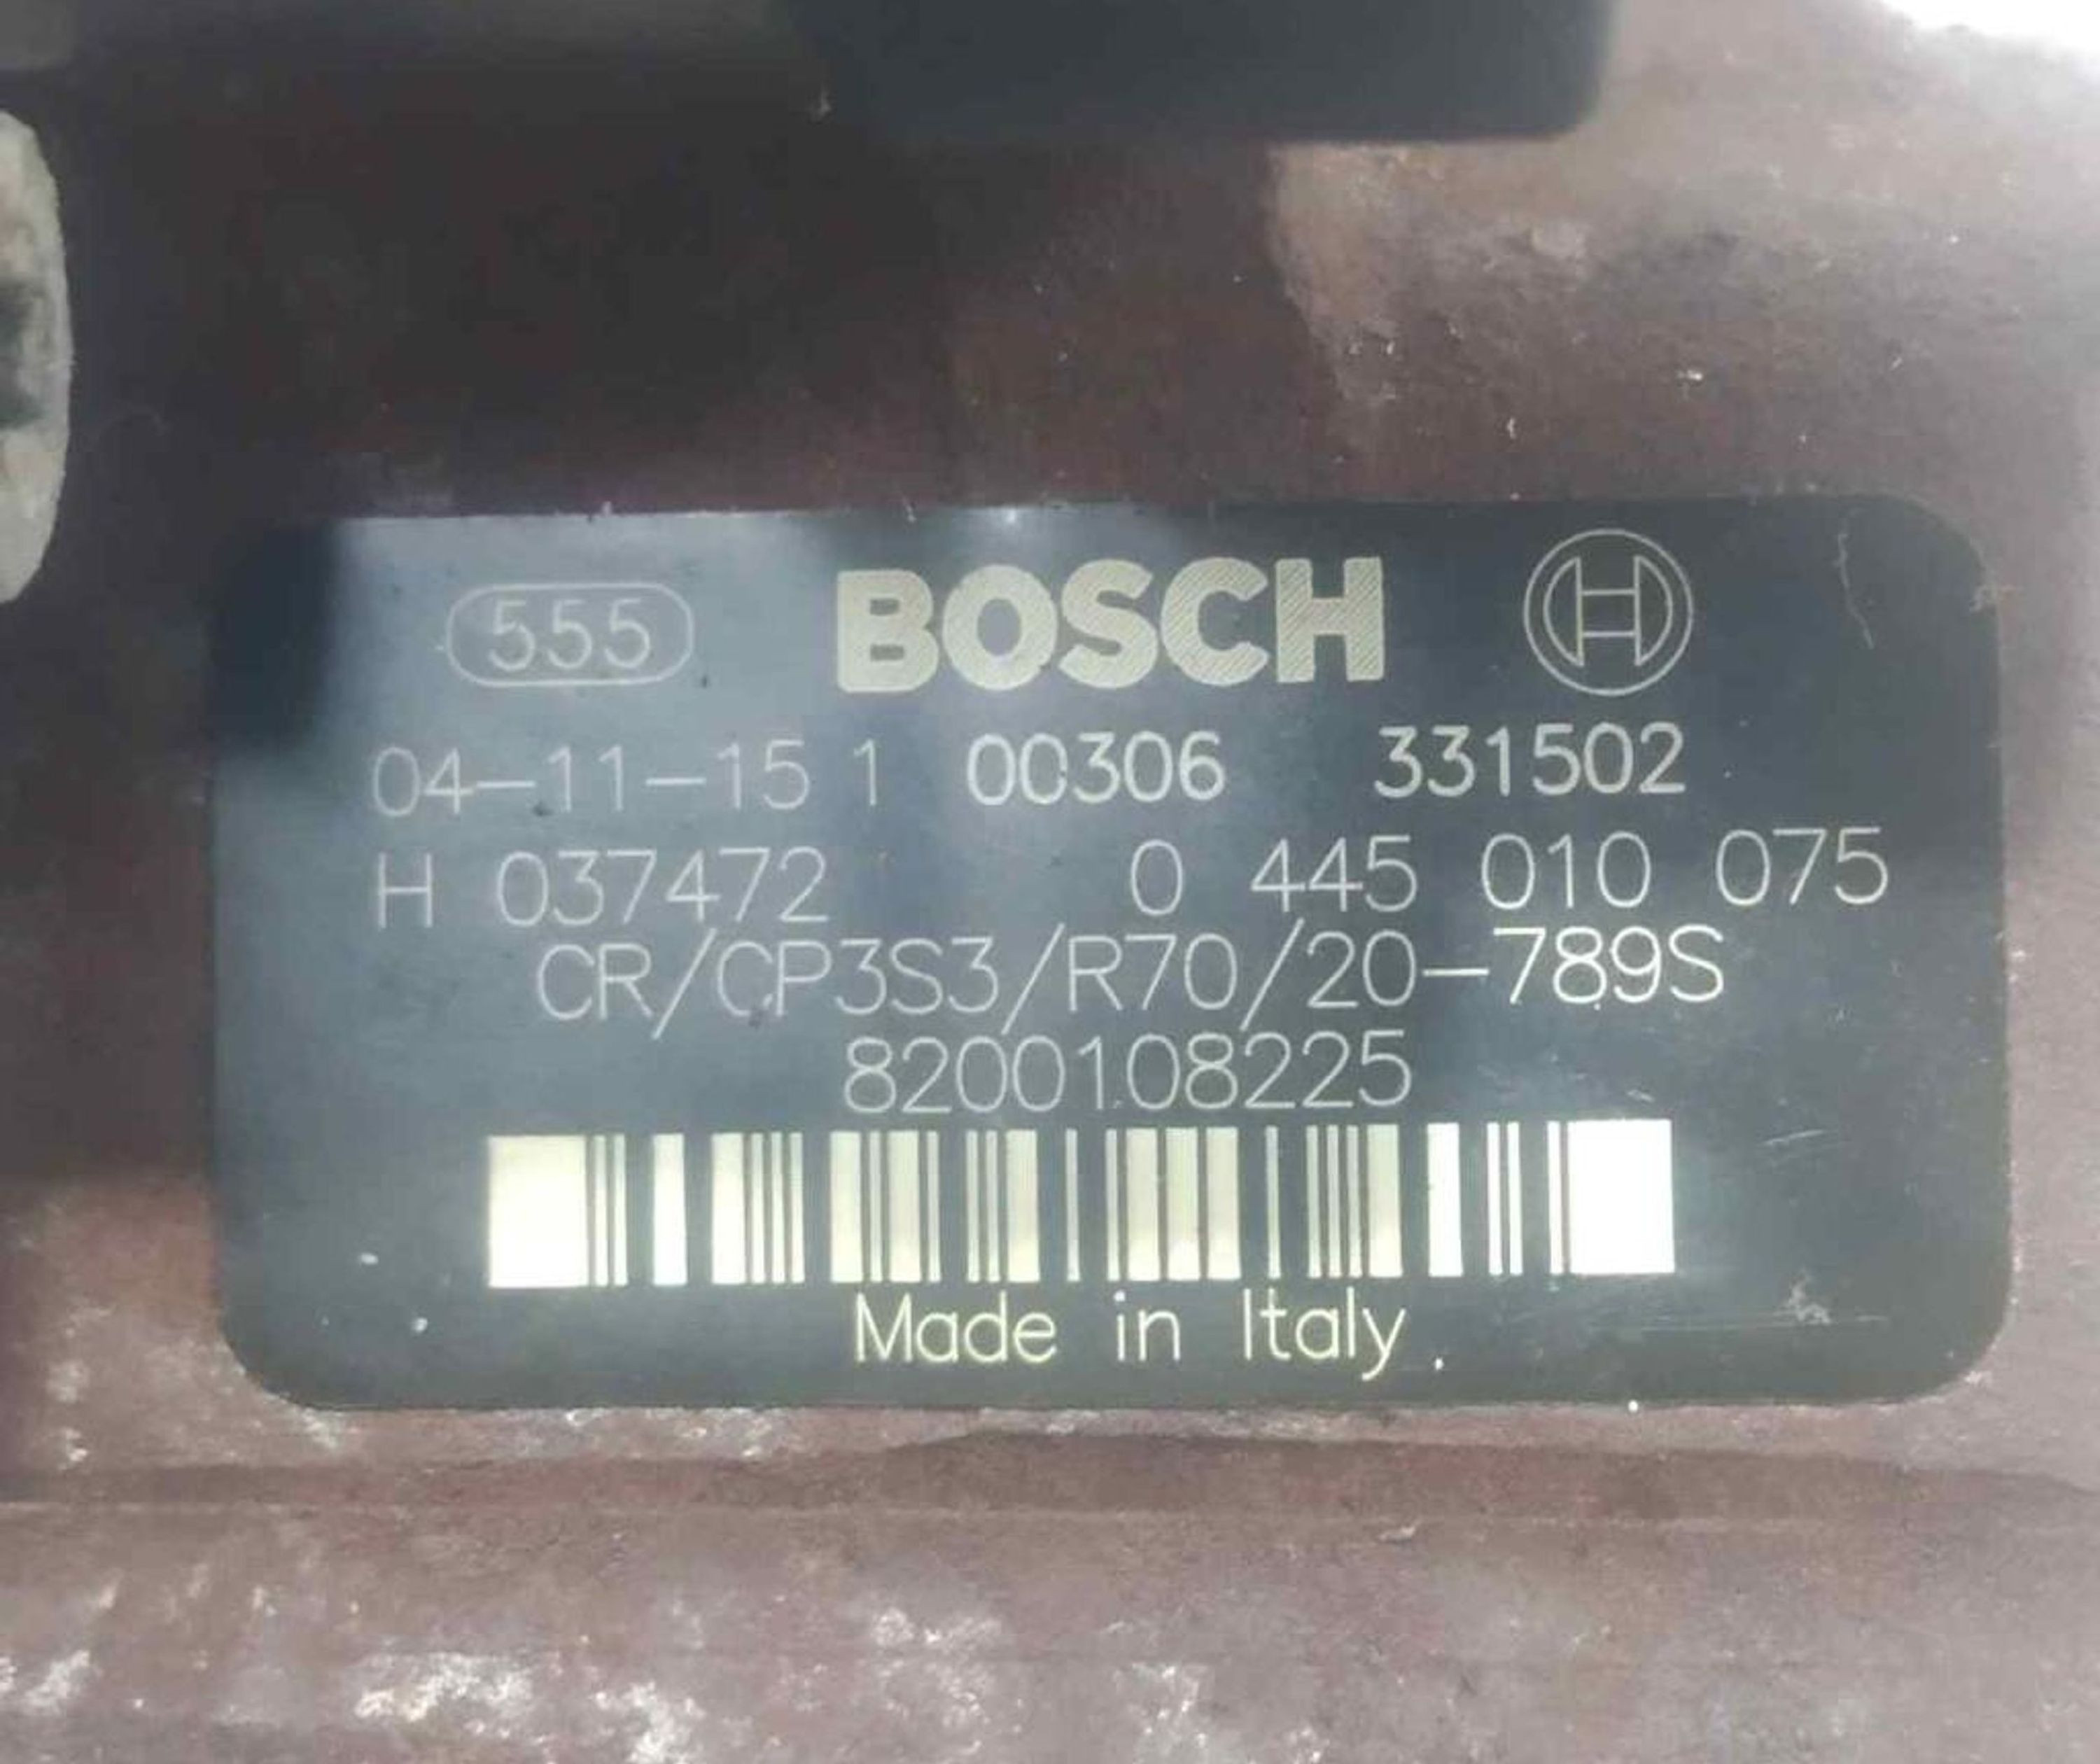 555 BOSCH
04-11-15 1 00306 331502
H 037472 0 445 010 075
CR/CP3S3/R70/20-789S
8200108225
Made in Italy